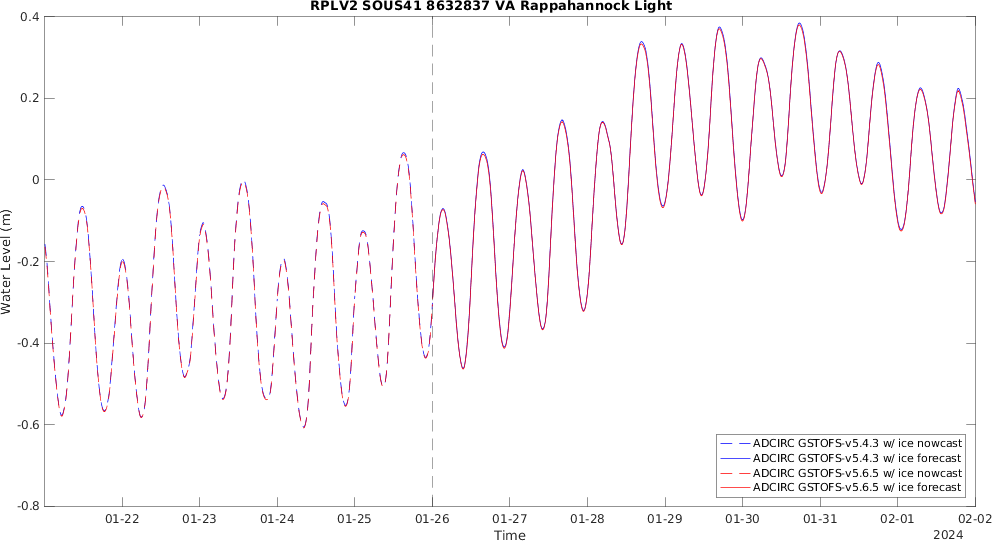 RPLV2 SOUS41 8632837 VA Rappahannock Light
0.4
0.2
0
-0.2
-0.4
-0.6
-0.8
Water Level (m)
ADCIRC GSTOFS-v5.4.3 w/ ice nowcast
ADCIRC GSTOFS-v5.4.3 w/ ice forecast
ADCIRC GSTOFS-v5.6.5 w/ ice nowcast
ADCIRC GSTOFS-v5.6.5 w/ ice forecast
01-22 01-23 01-24 01-25 01-26 01-27 01-28 01-29 01-30 01-31 02-01 02-02
Time
2024